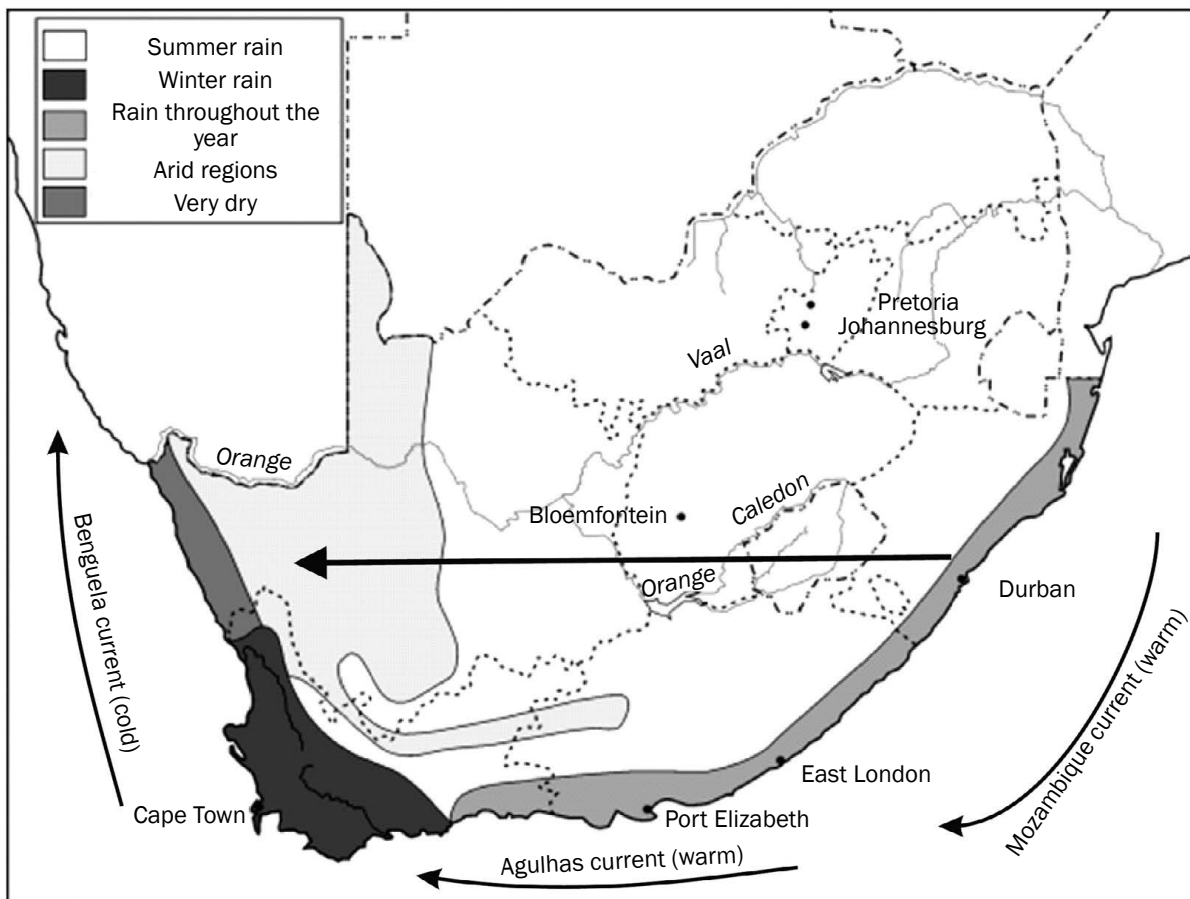 Summer rain
Winter rain
Rain throughout the
year
Arid regions
Very dry
Pretoria
Johannesburg
Vaal
Orange
Caledon
Bloemfontein
Orange
Durban
Benguela current (cold)
Mozambique current (warm)
East London
Cape Town
Port Elizabeth
Agulhas current (warm)